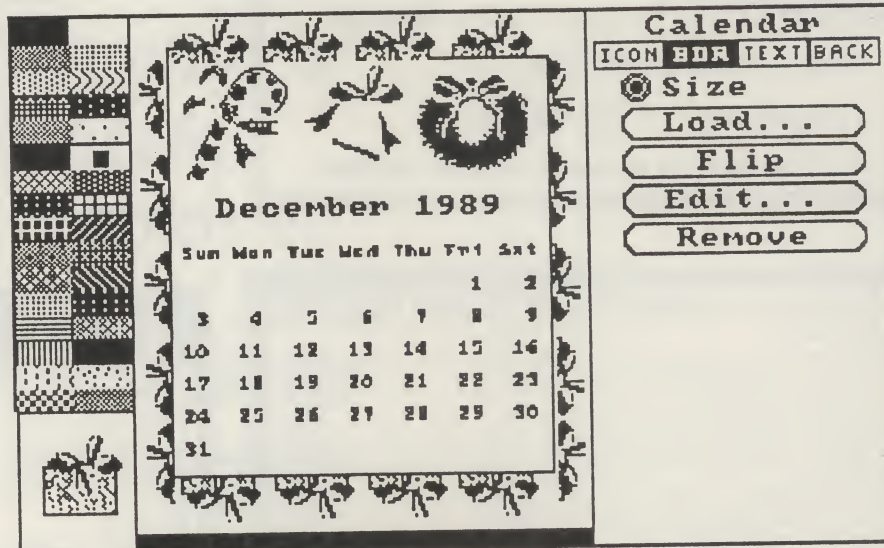 Calendar
ICON BDR TEXT BACK
Size
Load...
Flip
Edit...
Remove
December 1989
Sun Mon Tue Wed Thu Fri Sat
1 2
3 4 5 6 7 8 9
10 11 12 13 14 15 16
17 18 19 20 21 22 23
24 25 26 27 28 29 30
31